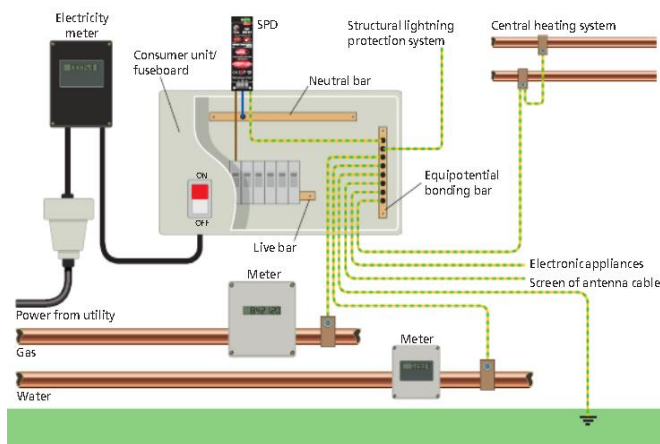 Electricity
meter
SPD
Structural lightning
protection system
Central heating system
Consumer unit/
fuseboard
Neutral bar
ON
OFF
Equipotential
bonding bar
Live bar
Electronic appliances
Screen of antenna cable
Power from utility
Meter
Gas
Meter
Water